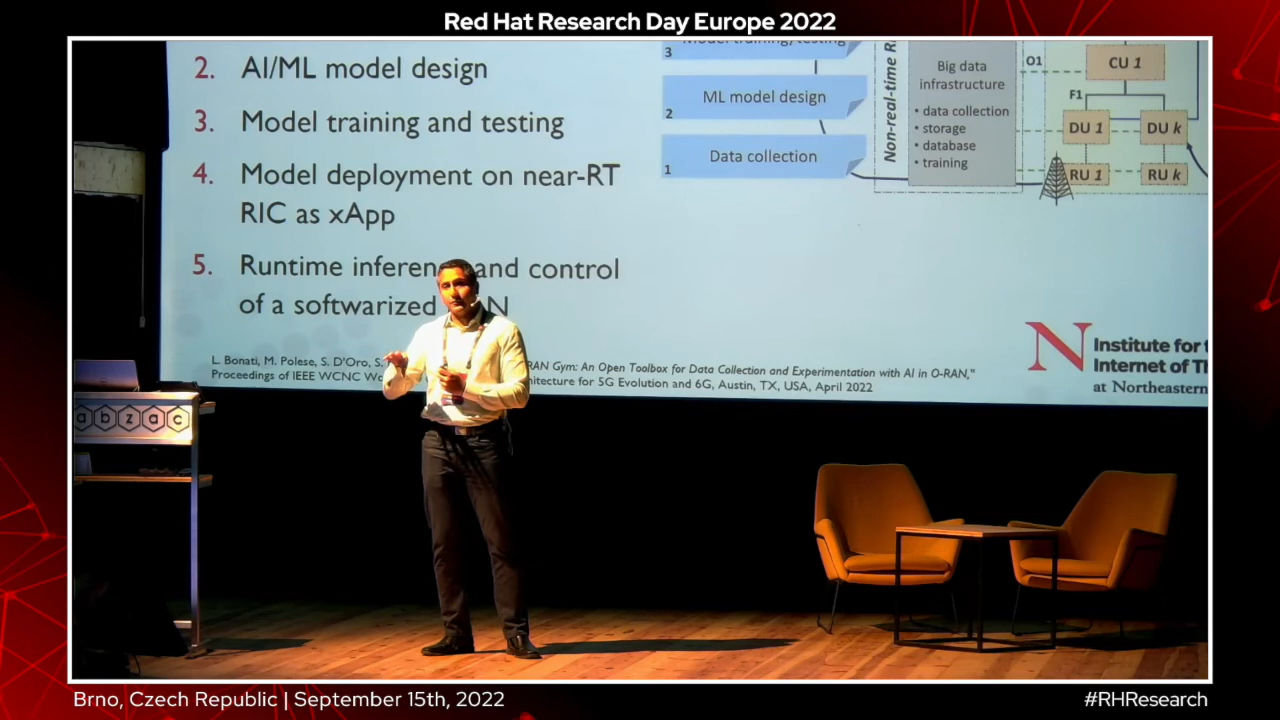 Red Hat Research Day Europe 2022
2. AI/ML model design
3. Model training and testing
4. Model deployment on near-RT
RIC as xApp
5. Runtime and control
of a softwarized
L. Bonati, M. Polese, S. D'Oro, S. RAN Gym: An Open Toolbox for Data Collection and Experimentation with AI in O-RAN,"
Proceedings of IEEE WCNC for 5G Evolution and 6G, Austin, TX, USA, April 2022
3 Model training/testing
2 ML model design
1 Data collection
Non-real-time
Big data
infrastructure
• data collection
• storage
• database
• training
O1
CU 1
F1
DU 1
DU k
RU 1
RU k
N
Institute for
Internet of
at Northeastern
abzac
Brno, Czech Republic | September 15th, 2022
#RHResearch